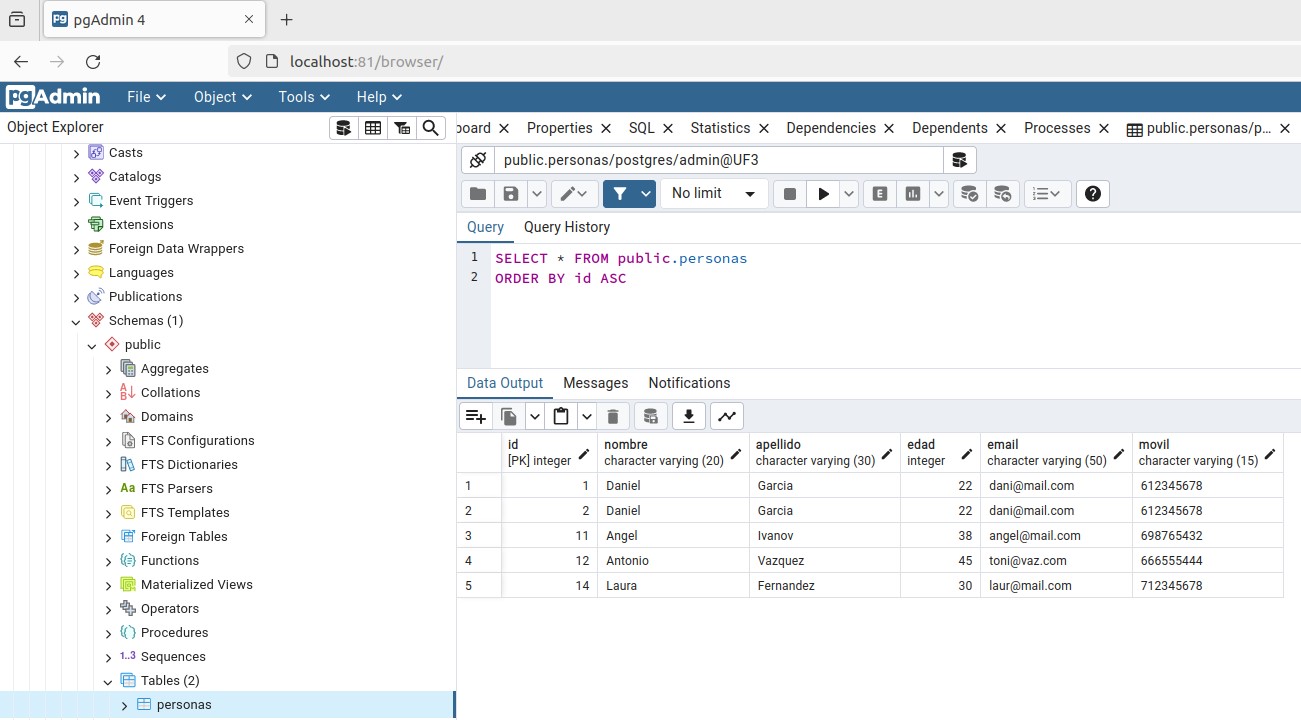 pgAdmin 4
localhost:81/browser/
pgAdmin File Object Tools Help
Object Explorer
board Properties SQL Statistics Dependencies Dependents Processes public.personas/p...
public.personas/postgres/admin@UF3
No limit E
Query Query History
1 SELECT * FROM public.personas
2 ORDER BY id ASC
Casts
Catalogs
Event Triggers
Extensions
Foreign Data Wrappers
Languages
Publications
Schemas (1)
public
Aggregates
Collations
Domains
FTS Configurations
FTS Dictionaries
Aa FTS Parsers
FTS Templates
Foreign Tables
Functions
Materialized Views
Operators
Procedures
1..3 Sequences
Tables (2)
personas
Data Output Messages Notifications
id nombre apellido edad email movil
[PK] integer character varying (20) character varying (30) integer character varying (50) character varying (15)
1 1 Daniel Garcia 22 dani@mail.com 612345678
2 2 Daniel Garcia 22 dani@mail.com 612345678
3 11 Angel Ivanov 38 angel@mail.com 698765432
4 12 Antonio Vazquez 45 toni@vaz.com 666555444
5 14 Laura Fernandez 30 laur@mail.com 712345678